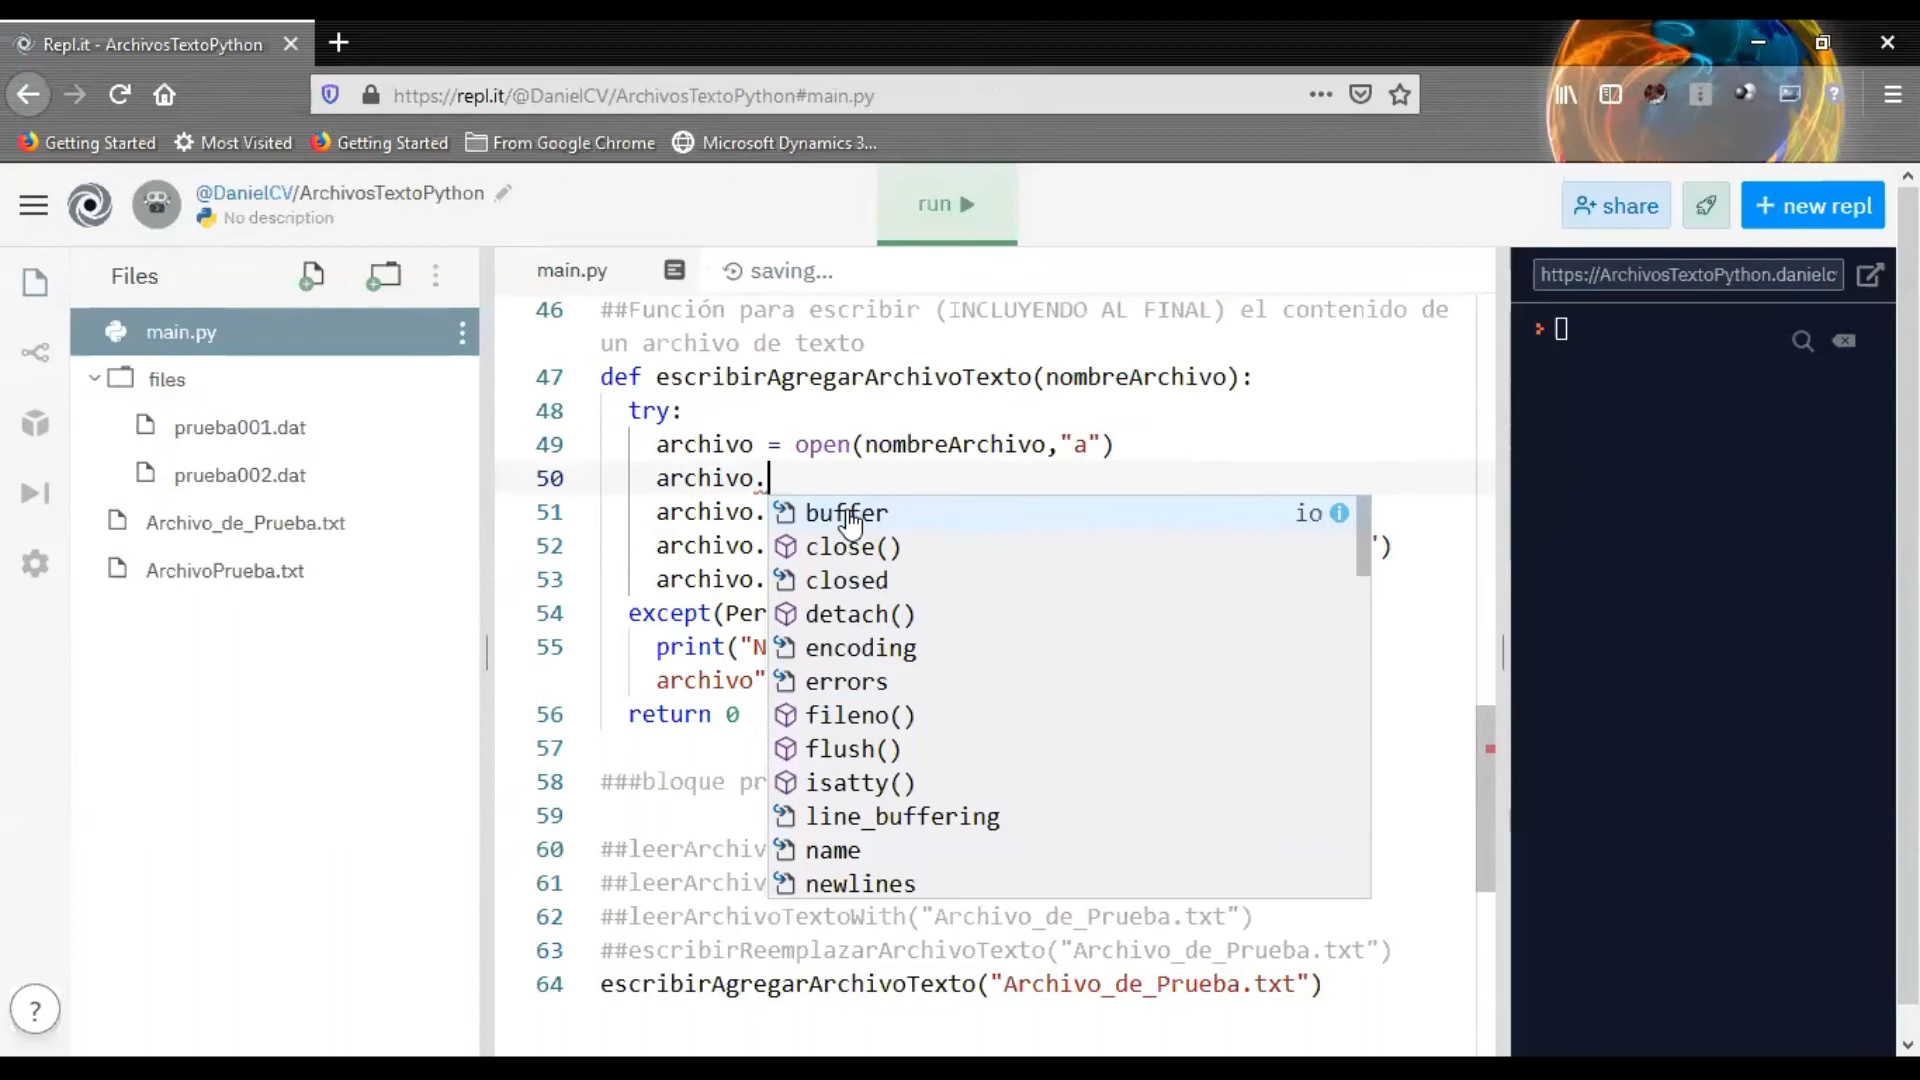 Repl.it - ArchivosTextoPython
https://repl.it/@DanielCV/ArchivosTextoPython#main.py
Getting Started
Most Visited
Getting Started
From Google Chrome
Microsoft Dynamics 3...
@DanielCV/ArchivosTextoPython
No description
run
share
+ new repl
Files
main.py
files
prueba001.dat
prueba002.dat
Archivo_de_Prueba.txt
ArchivoPrueba.txt
?
main.py
saving...
46 ##Función para escribir (INCLUYENDO AL FINAL) el contenido de
un archivo de texto
47 def escribirAgregarArchivoTexto(nombreArchivo):
48 try:
49 archivo = open(nombreArchivo,"a")
50 archivo.
51 archivo.
52 archivo. ')
53 archivo.
54 except(Per
55 print("N
archivo"
56 return 0
57
58 ###bloque pr
59
60 ##leerArchiv
61 ##leerArchiv
62 ##leerArchivoTextoWith("Archivo_de_Prueba.txt")
63 ##escribirReemplazarArchivoTexto("Archivo_de_Prueba.txt")
64 escribirAgregarArchivoTexto("Archivo_de_Prueba.txt")
buffer io
close()
closed
detach()
encoding
errors
fileno()
flush()
isatty()
line_buffering
name
newlines
https://ArchivosTextoPython.danielc